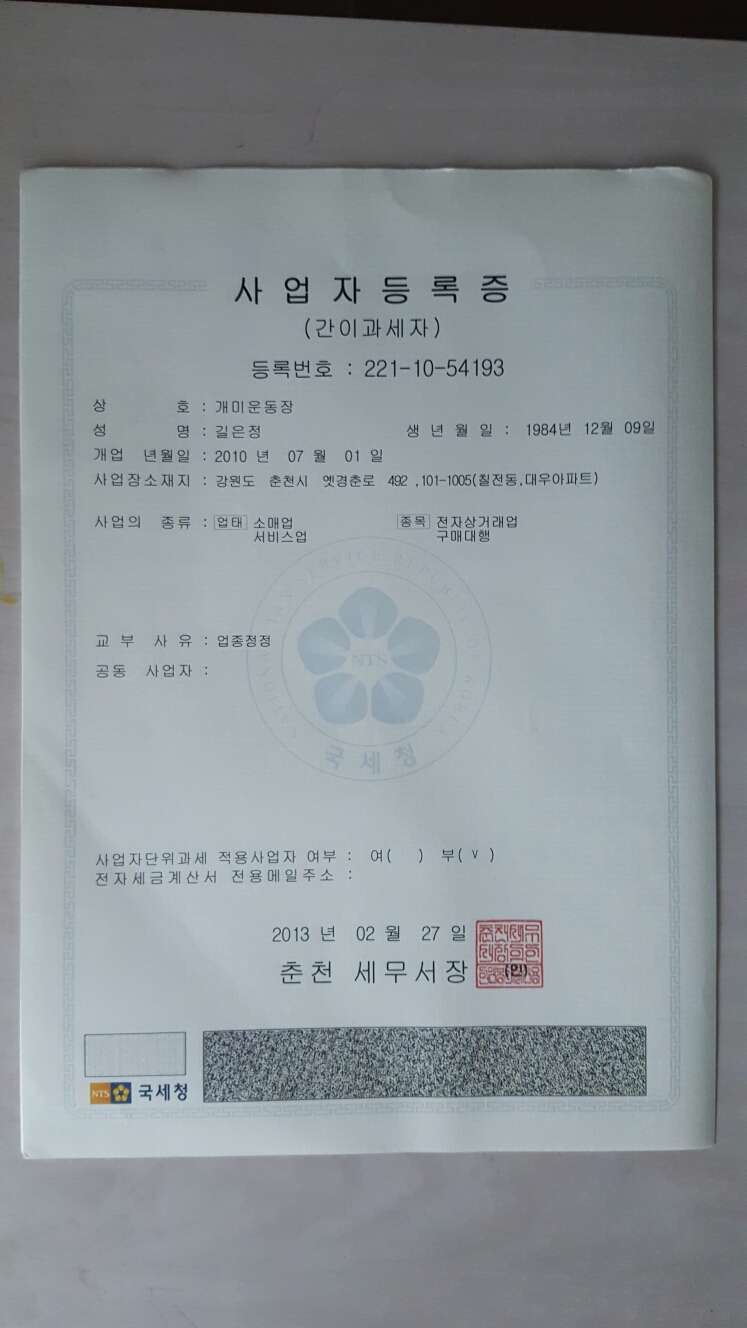 사업자등록증
(간이과세자)
등록번호 : 221-10-54193
상 호 : 개미운동장
성 명 : 길은정 생 년 월 일 : 1984년 12월 09일
개업 년월일 : 2010 년 07 월 01 일
사업장소재지 : 강원도 춘천시 옛경춘로 492 ,101-1005(칠전동,대우아파트)
사업의 종류 : 업태 소매업 종목 전자상거래업
서비스업 구매대행
NATIONAL TAX SERVICE REPUBLIC OF KOREA
NTS
국세청
교 부 사 유 : 업종정정
공동 사업자 :
사업자단위과세 적용사업자 여부 : 여( ) 부( v )
전자세금계산서 전용메일주소 :
2013 년 02 월 27 일
춘천 세무서장 (인)
NTS 국세청